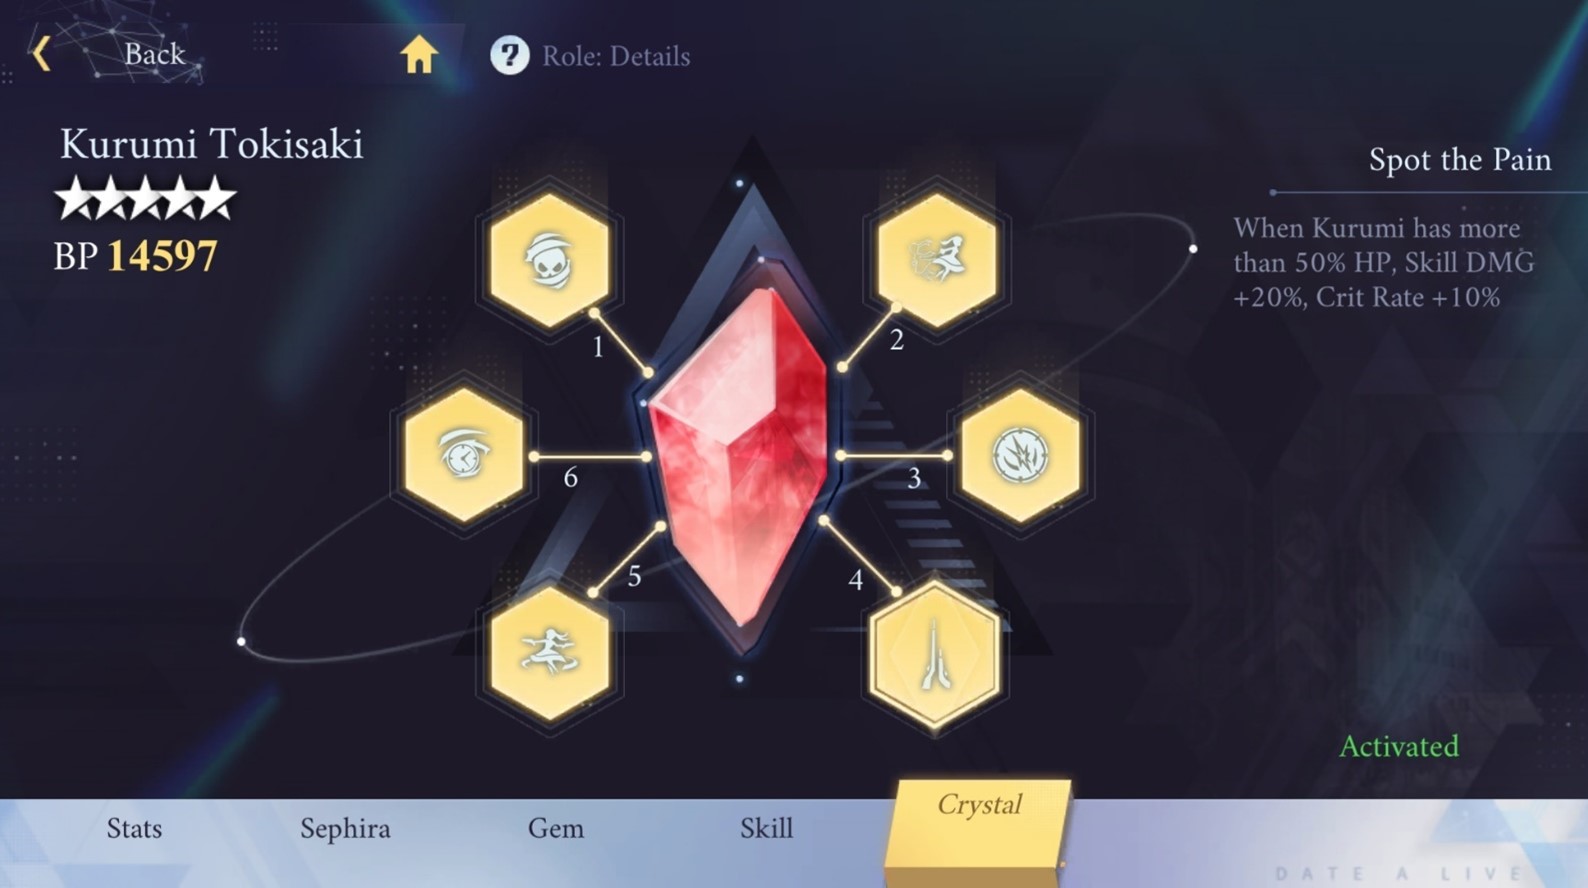 Back
? Role: Details
Kurumi Tokisaki
BP 14597
Spot the Pain
When Kurumi has more
than 50% HP, Skill DMG
+20%, Crit Rate +10%
1
2
6
3
5
4
Activated
Stats
Sephira
Gem
Skill
Crystal
DATE A LIVE